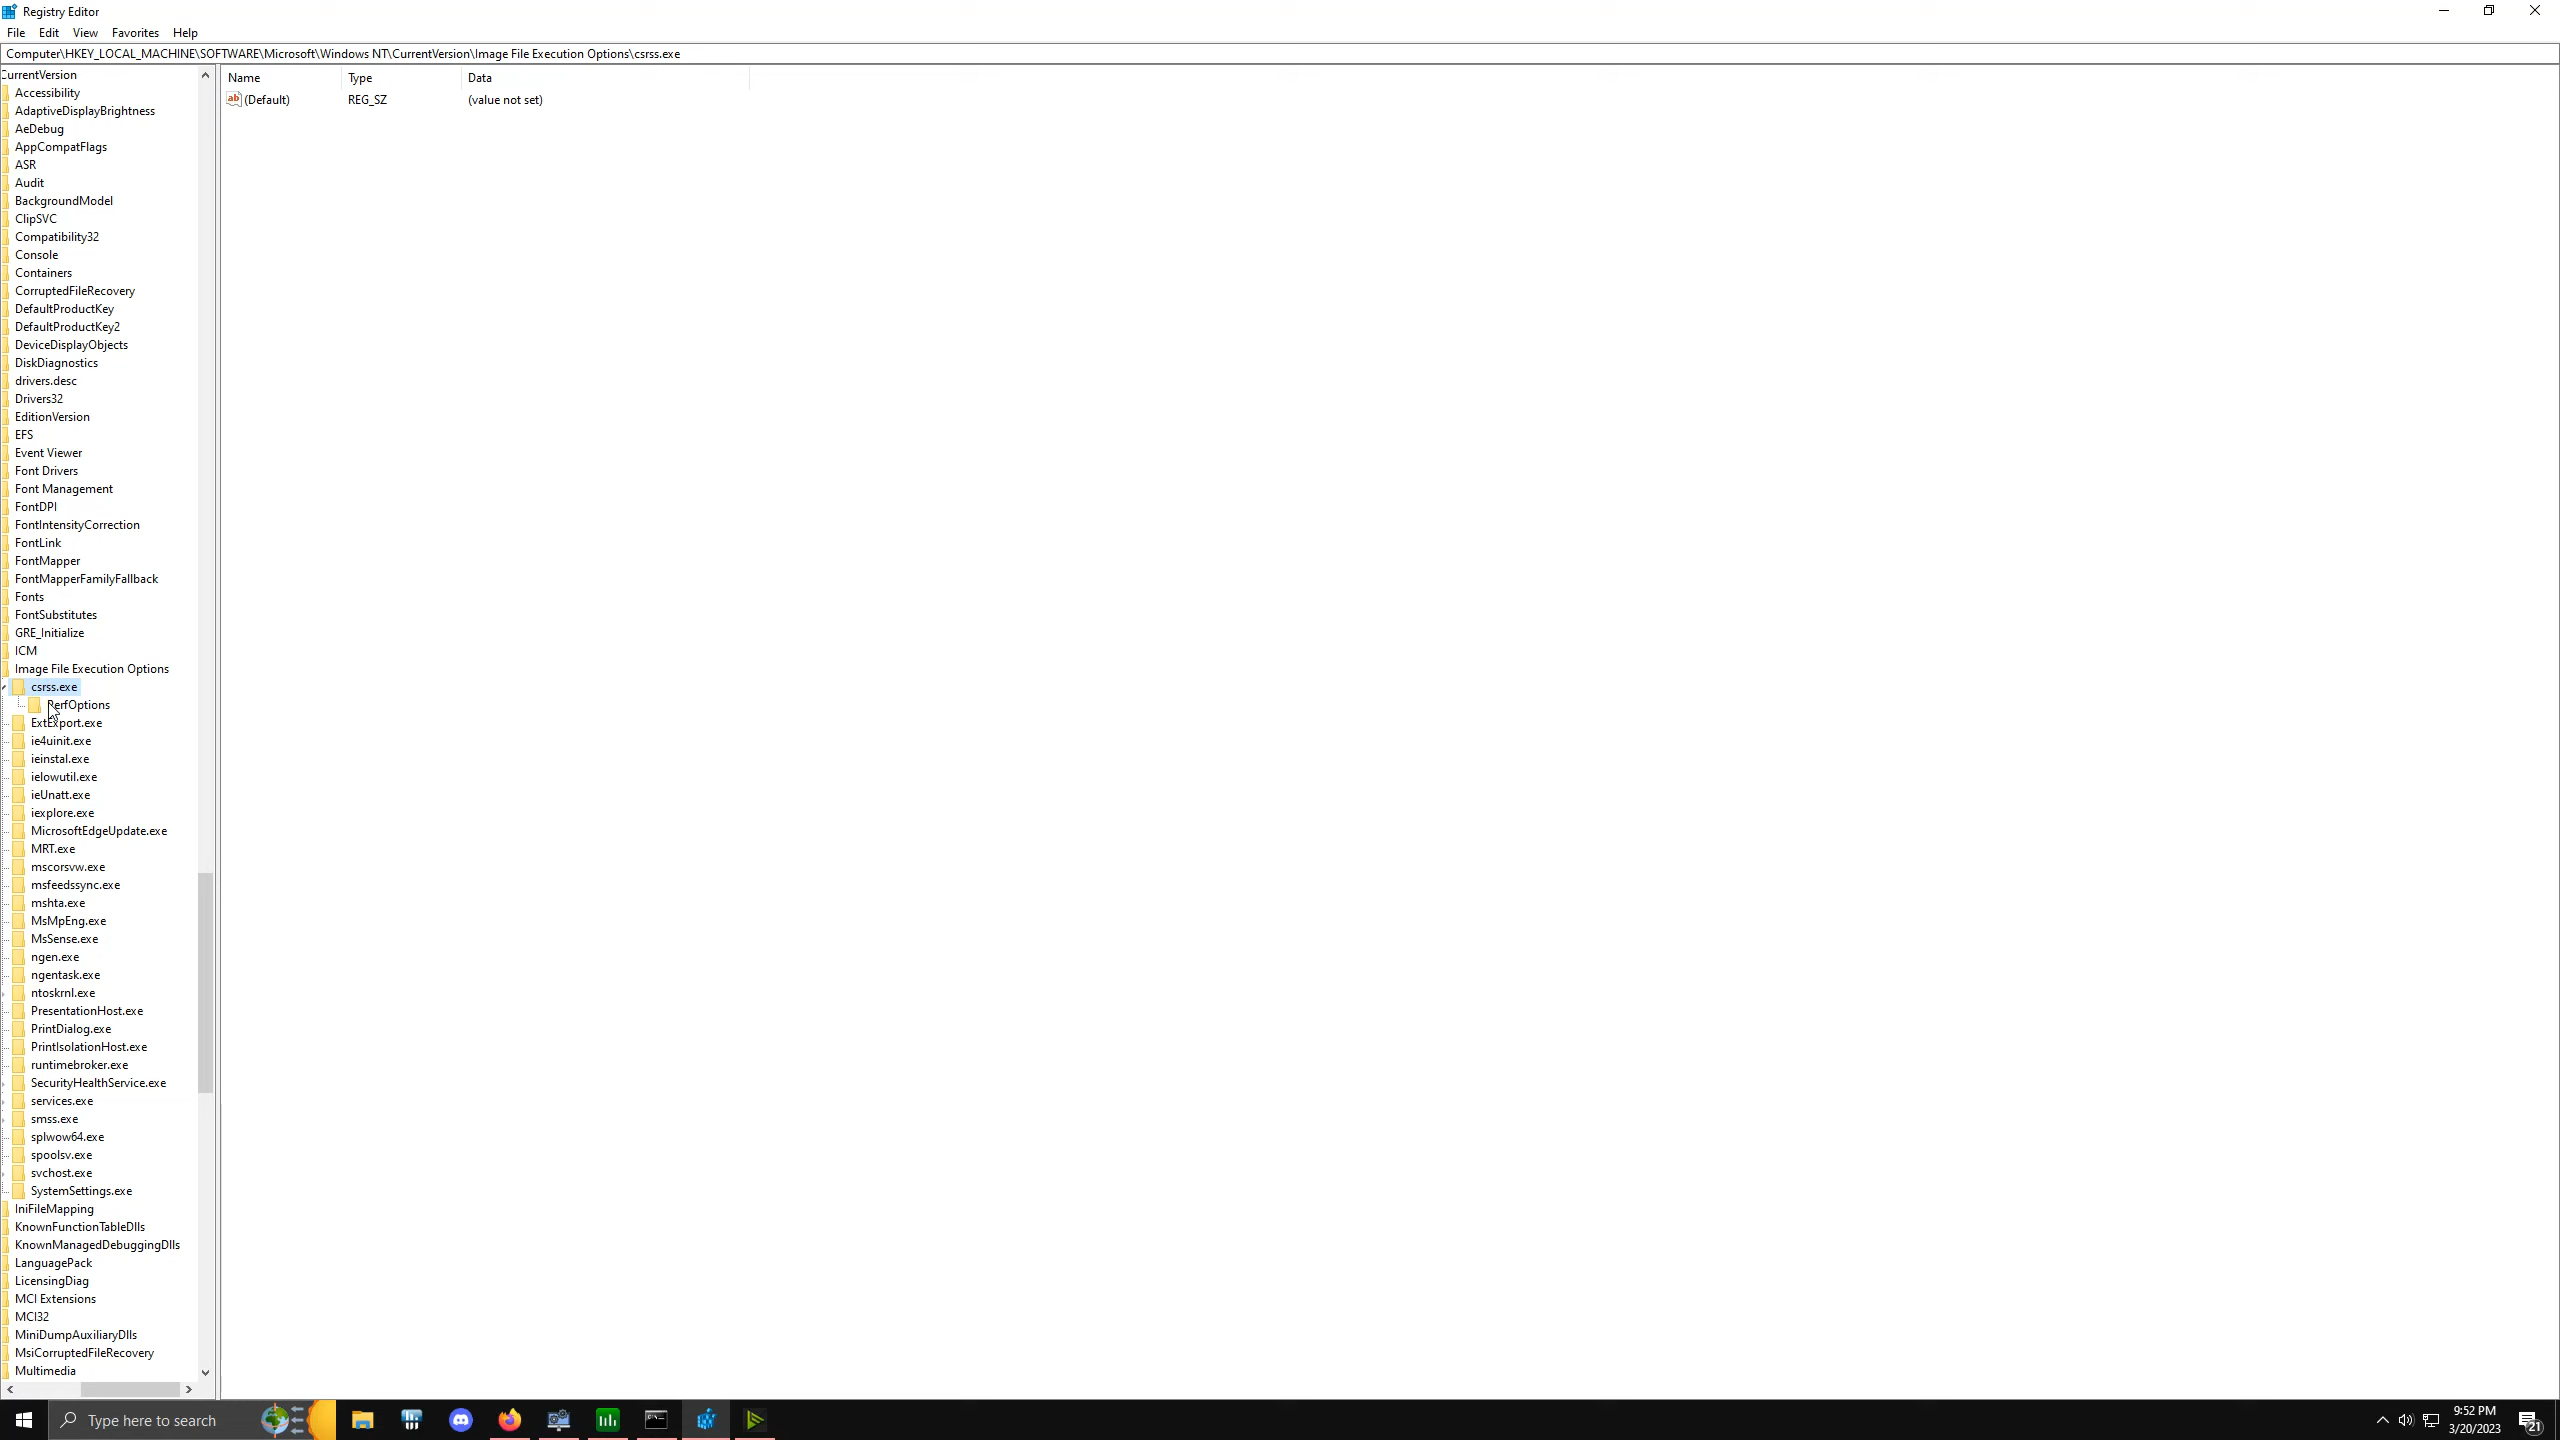 Registry Editor
File Edit View Favorites Help
Computer\HKEY_LOCAL_MACHINE\SOFTWARE\Microsoft\Windows NT\CurrentVersion\Image File Execution Options\csrss.exe
CurrentVersion
Accessibility
AdaptiveDisplayBrightness
AeDebug
AppCompatFlags
ASR
Audit
BackgroundModel
ClipSVC
Compatibility32
Console
Containers
CorruptedFileRecovery
DefaultProductKey
DefaultProductKey2
DeviceDisplayObjects
DiskDiagnostics
drivers.desc
Drivers32
EditionVersion
EFS
Event Viewer
Font Drivers
Font Management
FontDPI
FontIntensityCorrection
FontLink
FontMapper
FontMapperFamilyFallback
Fonts
FontSubstitutes
GRE_Initialize
ICM
Image File Execution Options
csrss.exe
PerfOptions
ExtExport.exe
ie4uinit.exe
ieinstal.exe
ielowutil.exe
ieUnatt.exe
iexplore.exe
MicrosoftEdgeUpdate.exe
MRT.exe
mscorsvw.exe
msfeedssync.exe
mshta.exe
MsMpEng.exe
MsSense.exe
ngen.exe
ngentask.exe
ntoskrnl.exe
PresentationHost.exe
PrintDialog.exe
PrintIsolationHost.exe
runtimebroker.exe
SecurityHealthService.exe
services.exe
smss.exe
splwow64.exe
spoolsv.exe
svchost.exe
SystemSettings.exe
IniFileMapping
KnownFunctionTableDlls
KnownManagedDebuggingDlls
LanguagePack
LicensingDiag
MCI Extensions
MCI32
MiniDumpAuxiliaryDlls
MsiCorruptedFileRecovery
Multimedia
Name Type Data
ab (Default) REG_SZ (value not set)
Type here to search
9:52 PM
3/20/2023
21